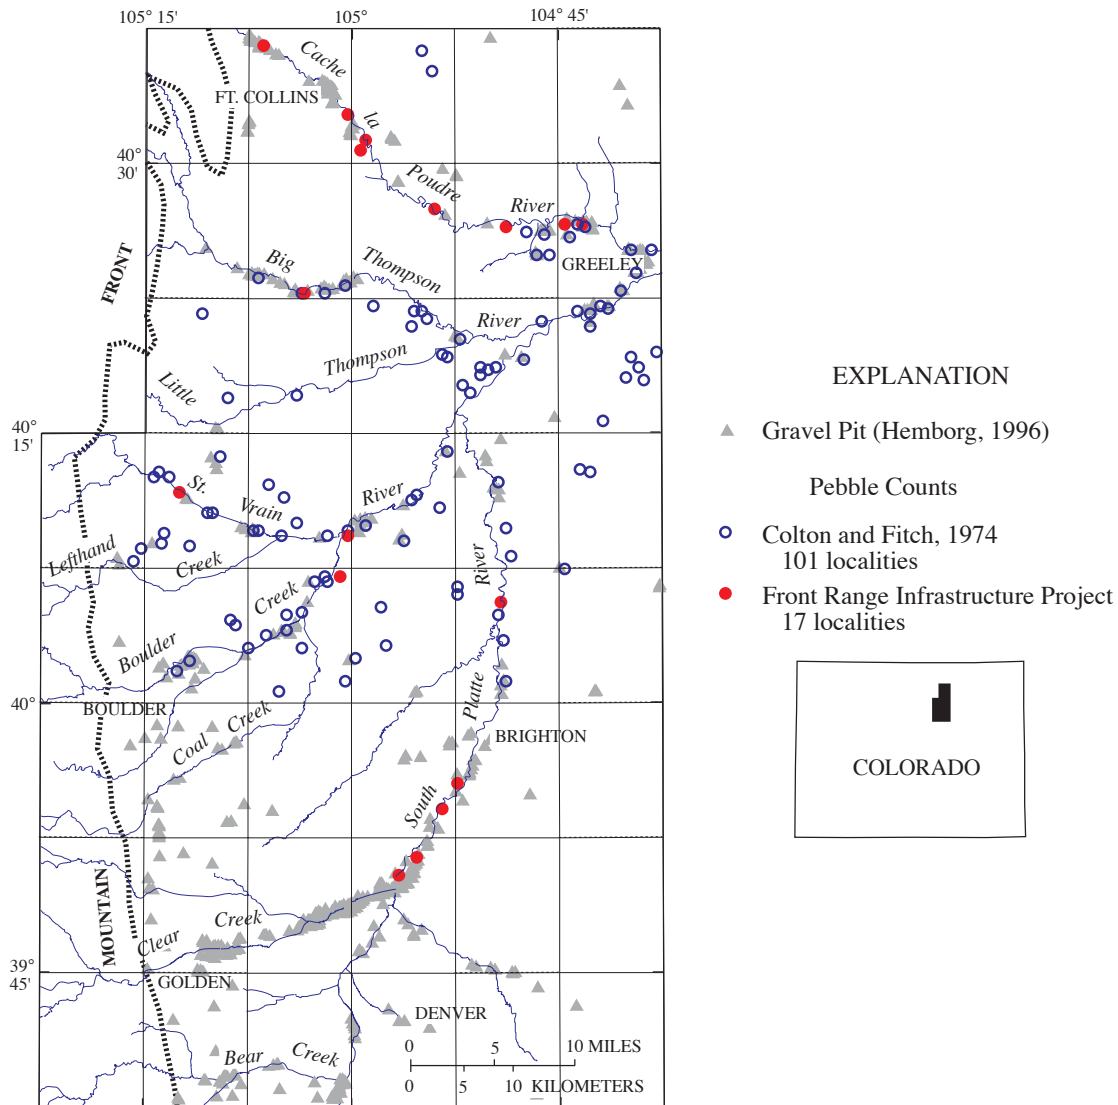 105° 15'
105°
104° 45'
Cache
la
Poudre
River
FT. COLLINS
40°
30'
FRONT
Big
Thompson
River
GREELEY
Little
Thompson
40°
15'
St.
Vrain
River
Lefthand
Creek
Boulder
Creek
River
BOULDER
40°
Coal
Creek
Platte
BRIGHTON
South
MOUNTAIN
Clear
Creek
39°
45'
GOLDEN
DENVER
Bear
Creek
0 5 10 MILES
0 5 10 KILOMETERS
EXPLANATION
Gravel Pit (Hemborg, 1996)
Pebble Counts
Colton and Fitch, 1974
101 localities
Front Range Infrastructure Project
17 localities
COLORADO